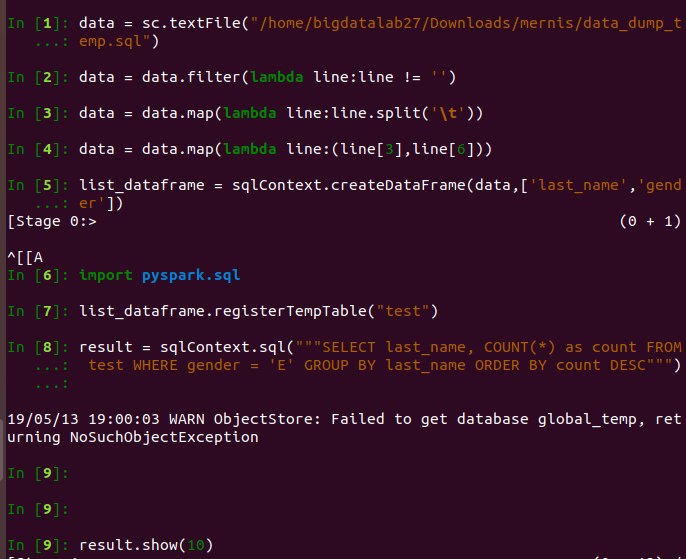 In [1]: data = sc.textFile("/home/bigdatalab27/Downloads/mernis/data_dump_t
...: emp.sql")
In [2]: data = data.filter(lambda line:line != '')
In [3]: data = data.map(lambda line:line.split('\t'))
In [4]: data = data.map(lambda line:(line[3],line[6]))
In [5]: list_dataframe = sqlContext.createDataFrame(data,['last_name','gend
...: er'])
[Stage 0:> (0 + 1)
^[[A
In [6]: import pyspark.sql
In [7]: list_dataframe.registerTempTable("test")
In [8]: result = sqlContext.sql("""SELECT last_name, COUNT(*) as count FROM
...: test WHERE gender = 'E' GROUP BY last_name ORDER BY count DESC""")
...:
19/05/13 19:00:03 WARN ObjectStore: Failed to get database global_temp, ret
urning NoSuchObjectException
In [9]:
In [9]:
In [9]: result.show(10)